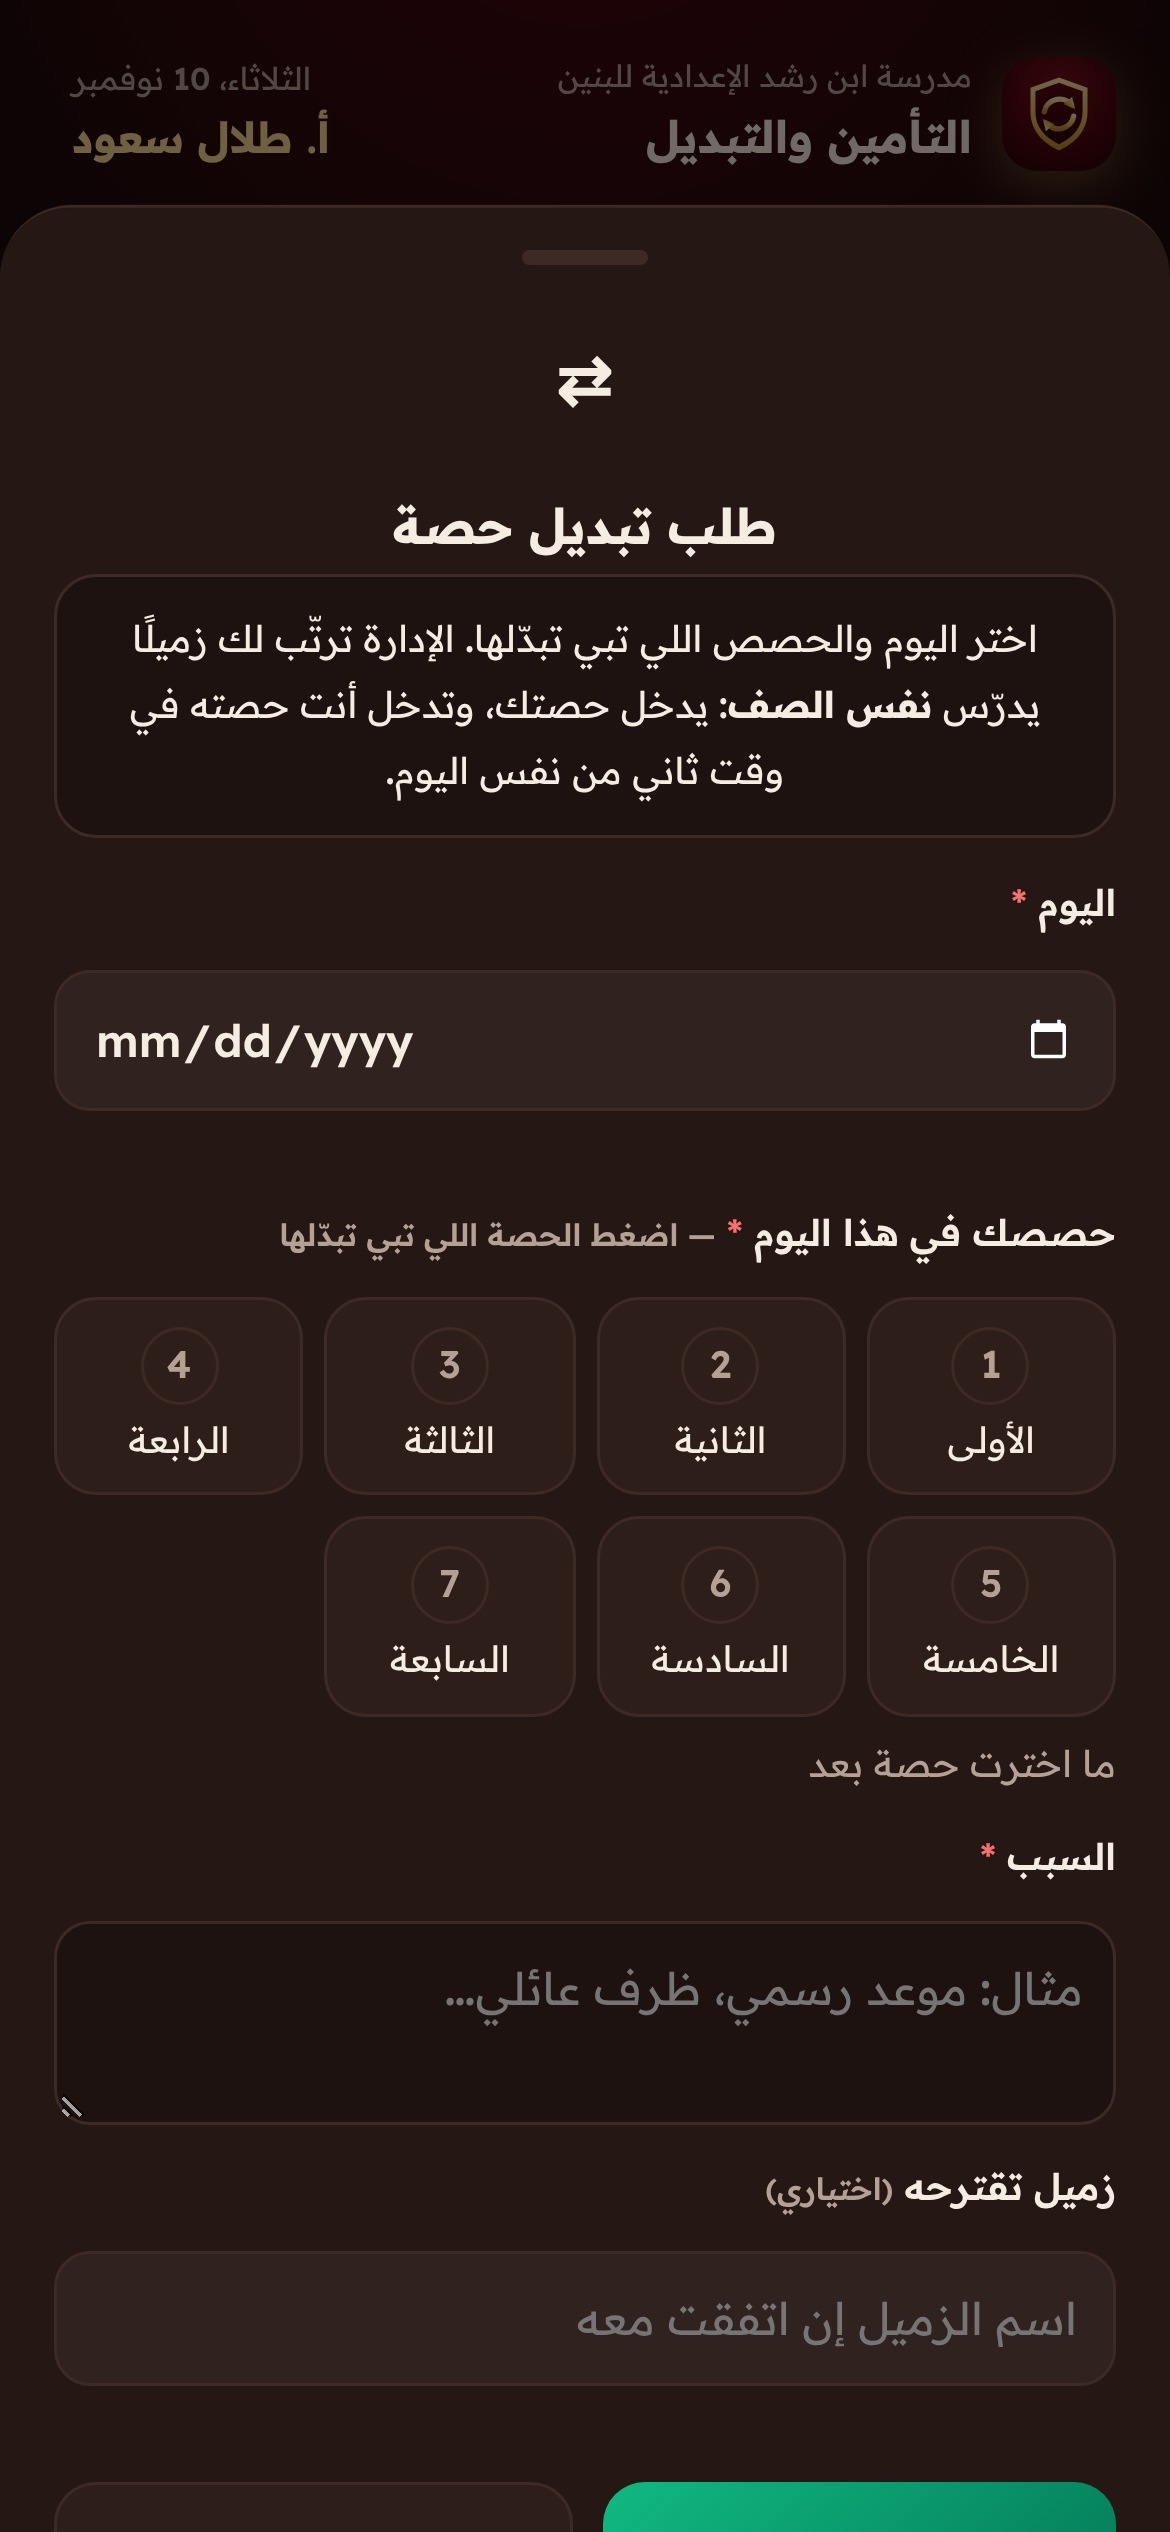 مدرسة ابن رشد الإعدادية للبنين
التأمين والتبديل
الثلاثاء، 10 نوفمبر
أ. طلال سعود
طلب تبديل حصة
اختر اليوم والحصص اللي تبي تبدّلها. الإدارة ترتّب لك زميلًا
يدرّس نفس الصف: يدخل حصتك، وتدخل أنت حصته في
وقت ثاني من نفس اليوم.
اليوم *
mm/dd/yyyy
حصصك في هذا اليوم * — اضغط الحصة اللي تبي تبدّلها
1
الأولى
2
الثانية
3
الثالثة
4
الرابعة
5
الخامسة
6
السادسة
7
السابعة
ما اخترت حصة بعد
السبب *
مثال: موعد رسمي، ظرف عائلي...
زميل تقترحه (اختياري)
اسم الزميل إن اتفقت معه